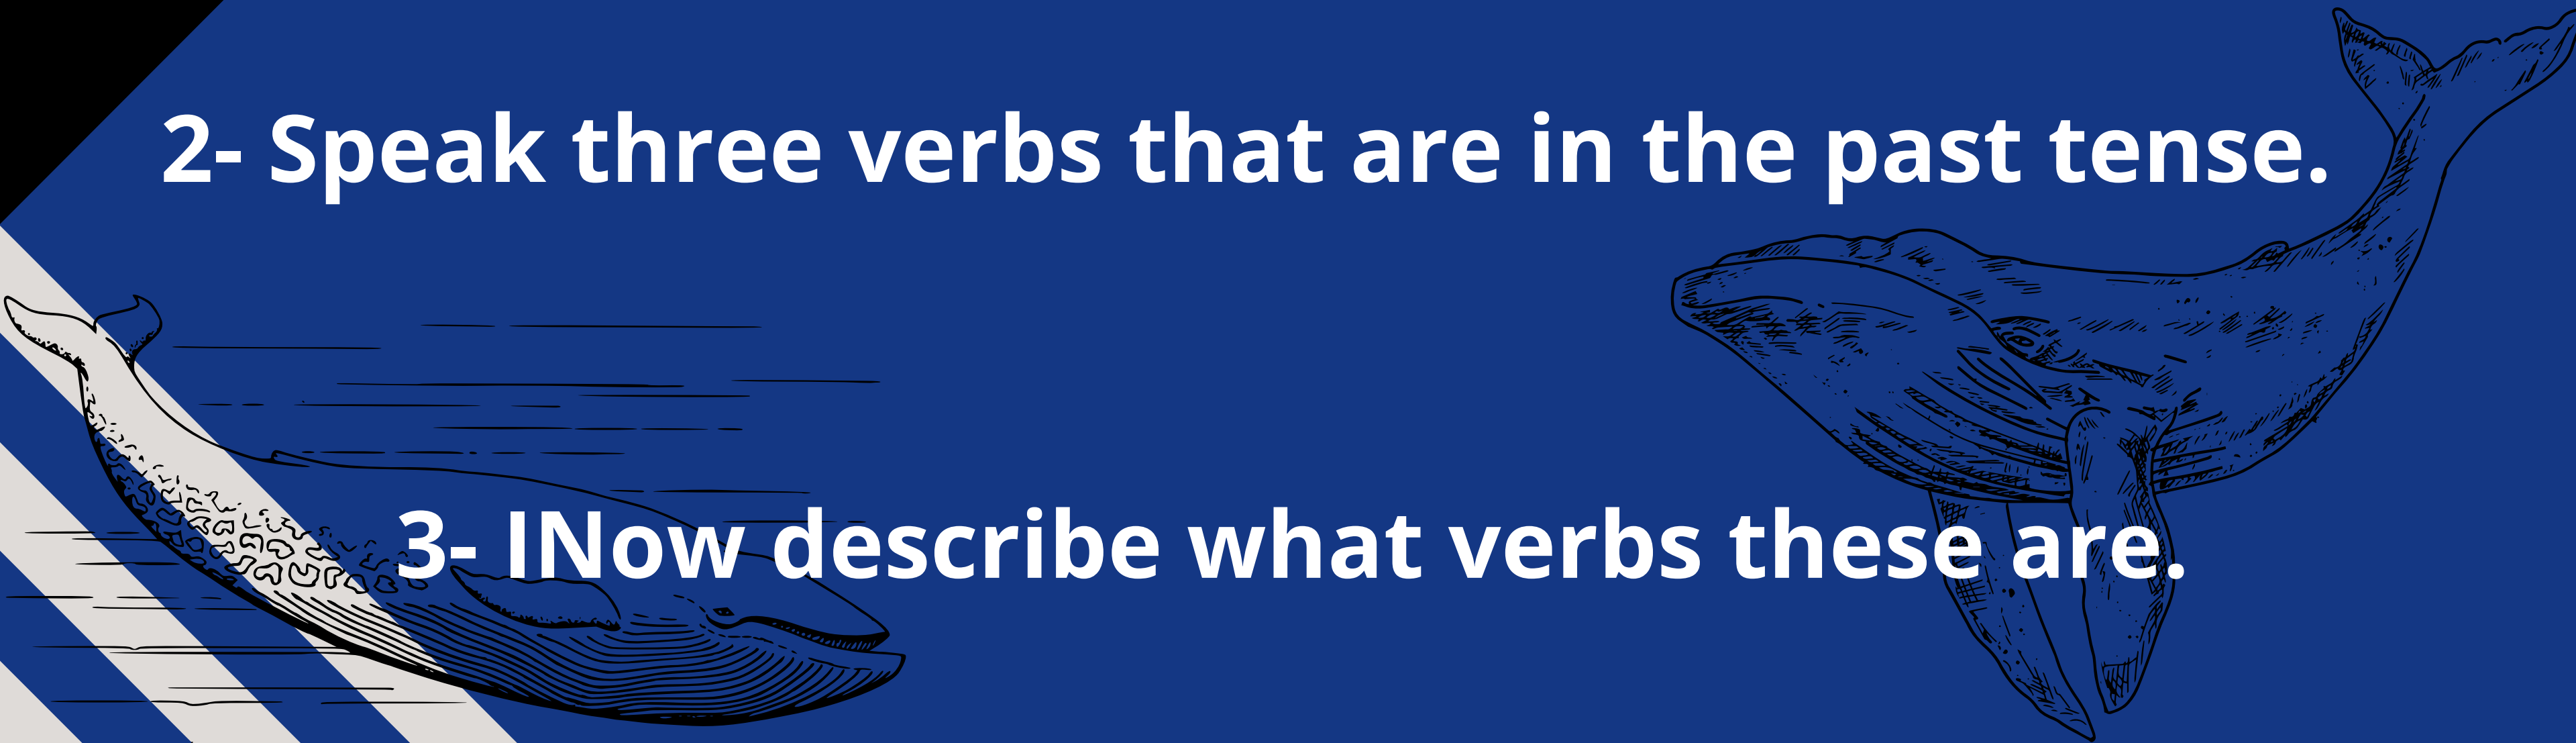 2- Speak three verbs that are in the past tense.
3- INow describe what verbs these are.